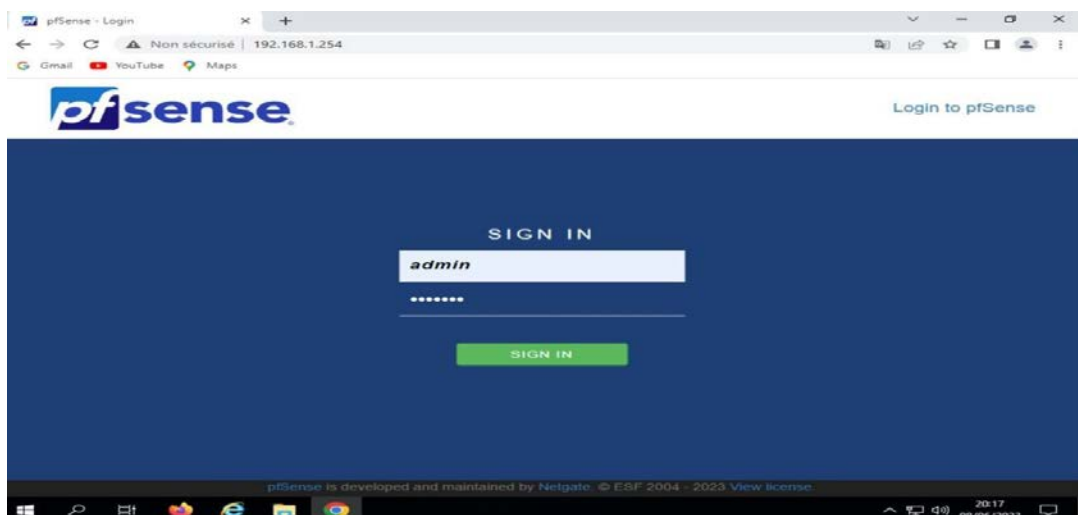 pfSense - Login
Non sécurisé | 192.168.1.254
Gmail YouTube Maps
pfsense
Login to pfSense
SIGN IN
admin
•••••••
SIGN IN
pfSense is developed and maintained by Netgate. © ESF 2004 - 2023 View license.
20:17